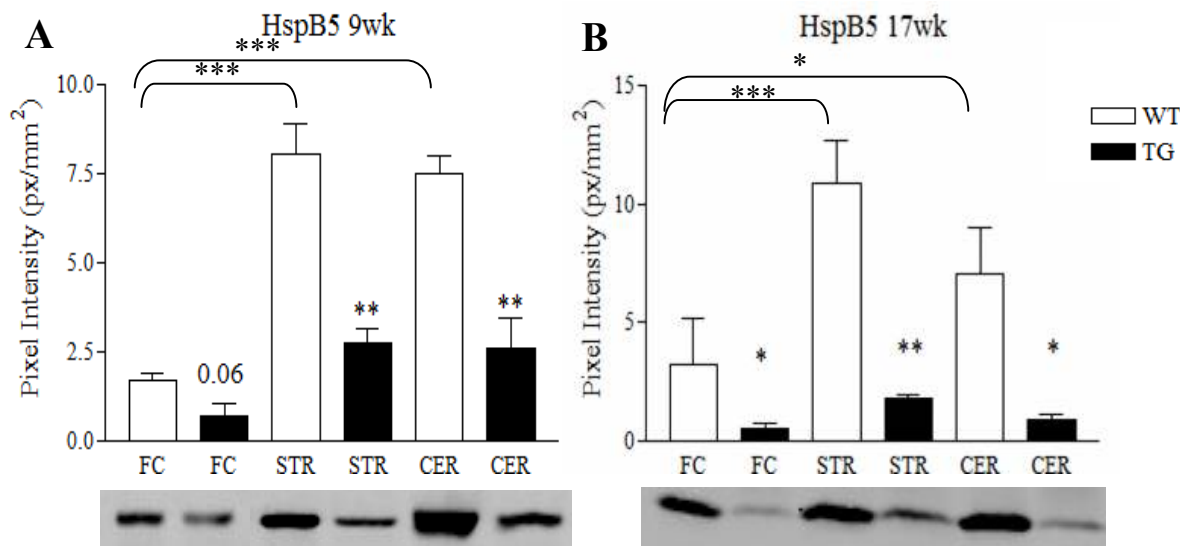 A
HspB5 9wk
***
***
Pixel Intensity (px/mm²)
10.0
7.5
5.0
2.5
0.0
0.06
**
**
FC FC STR STR CER CER
B
HspB5 17wk
*
***
Pixel Intensity (px/mm²)
15
10
5
0
*
**
*
FC FC STR STR CER CER
WT
TG